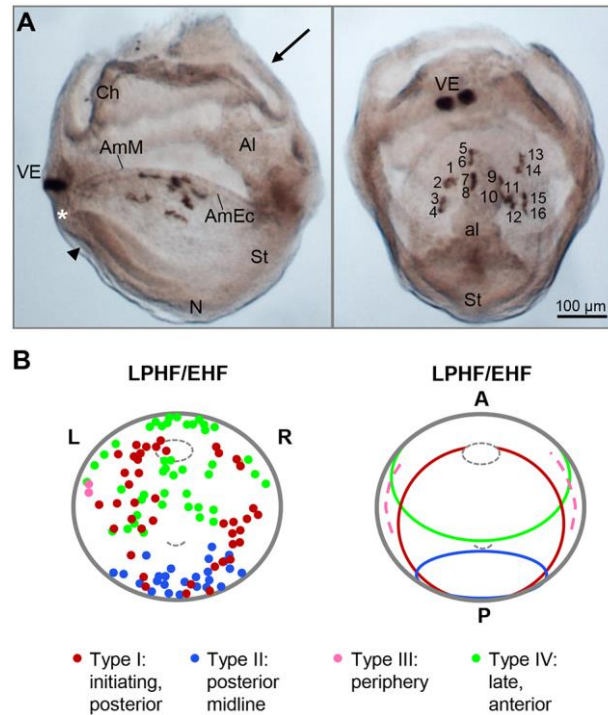 A
Ch
VE
AmM
Al
*
AmEc
St
N
VE
5
13
6
14
1
7
9
2
8
11
3
10
15
4
12
16
al
St
100 µm
B
LPHF/EHF
LPHF/EHF
A
L
R
P
Type I:
initiating,
posterior
Type II:
posterior
midline
Type III:
periphery
Type IV:
late,
anterior